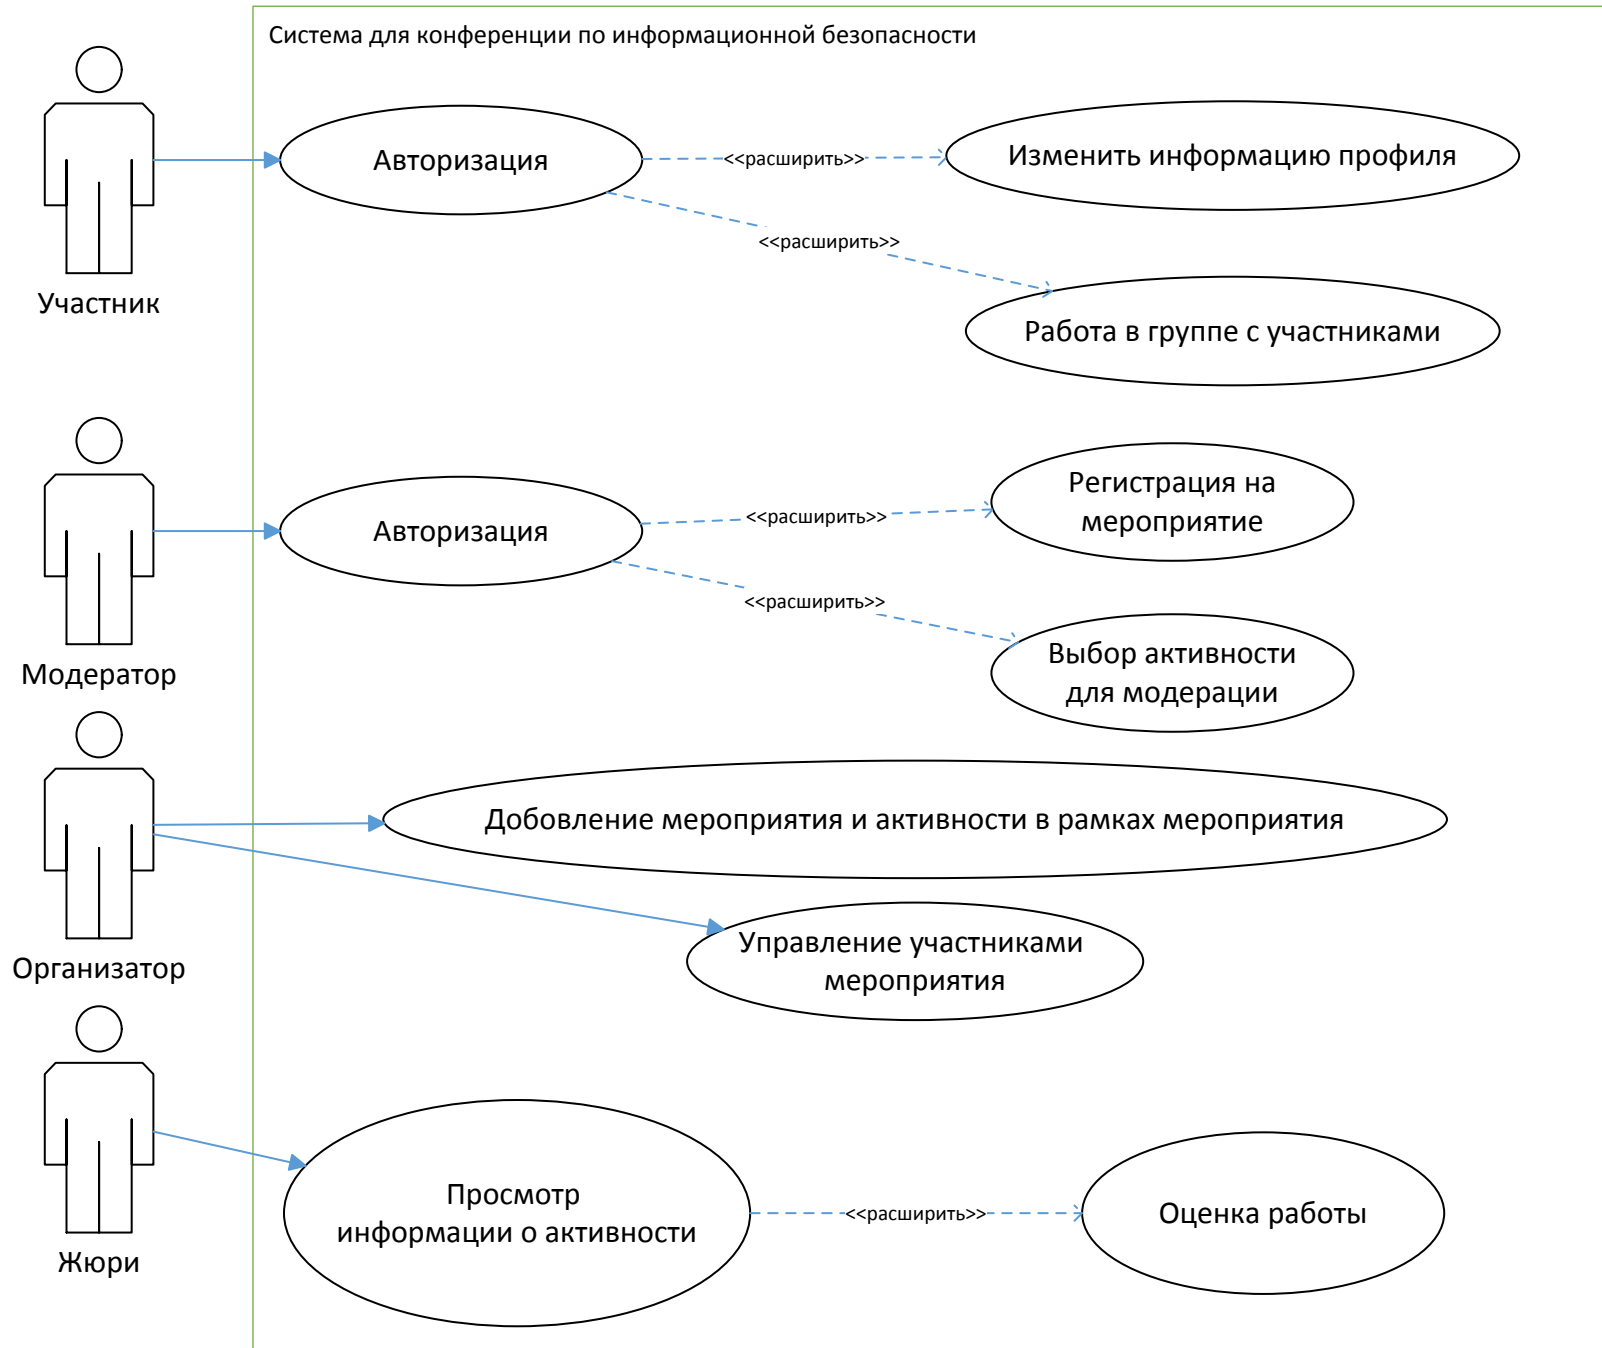 Система для конференции по информационной безопасности
Авторизация
<<расширить>>
Изменить информацию профиля
<<расширить>>
Участник
Работа в группе с участниками
Регистрация на
мероприятие
<<расширить>>
Авторизация
<<расширить>>
Модератор
Выбор активности
для модерации
Добовление мероприятия и активности в рамках мероприятия
Управление участниками
мероприятия
Организатор
Просмотр
информации о активности
<<расширить>>
Оценка работы
Жюри